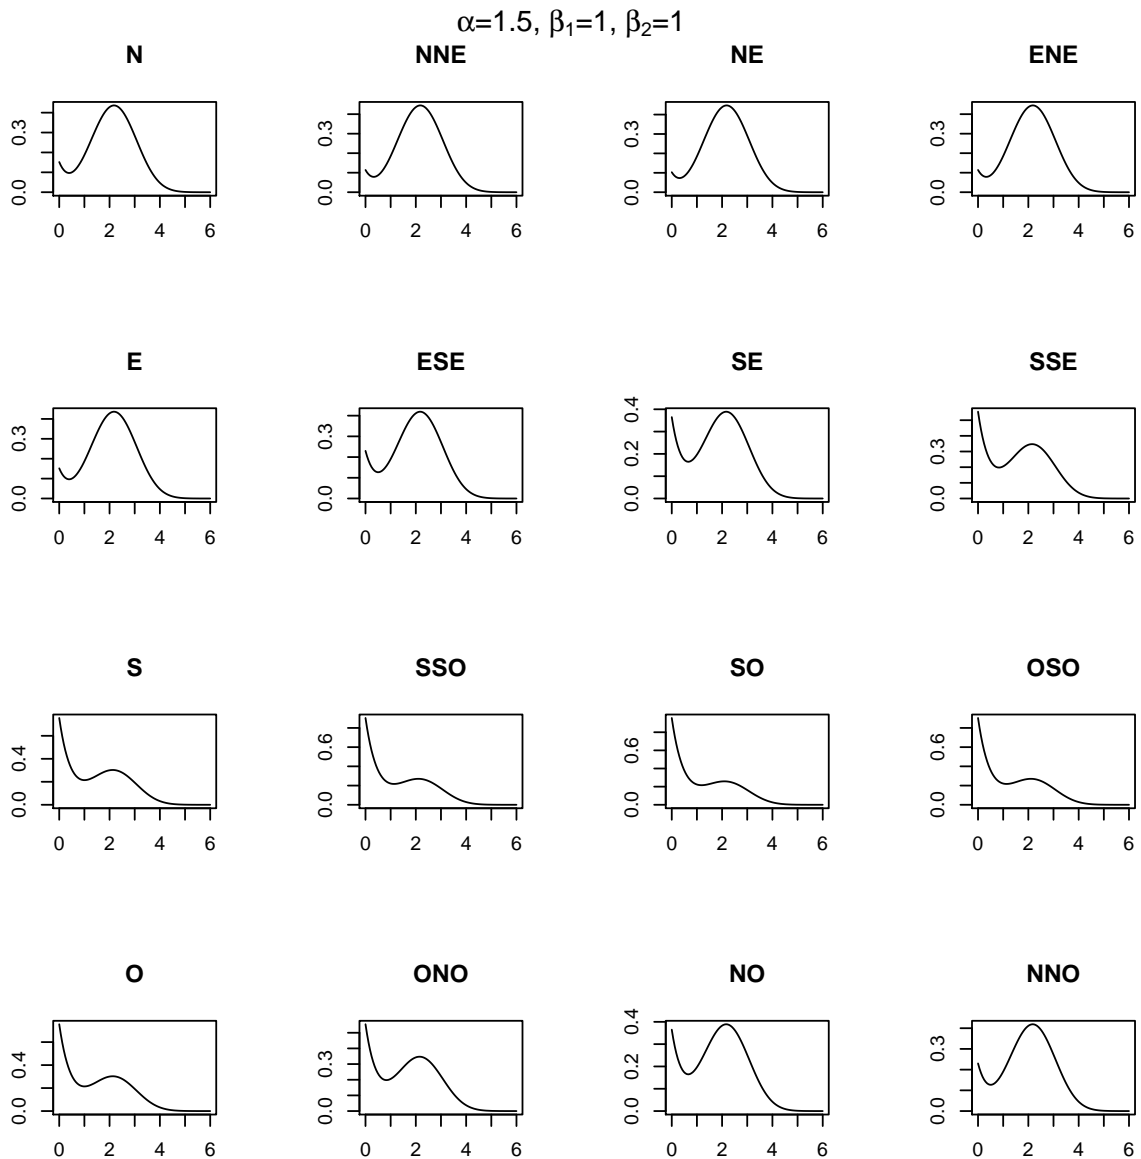 α=1.5, β₁=1, β₂=1
N NNE NE ENE
0.0 0.3 0.0 0.3 0.0 0.3 0.0 0.3
0 2 4 6 0 2 4 6 0 2 4 6 0 2 4 6
E ESE SE SSE
0.0 0.3 0.0 0.3 0.0 0.2 0.4 0.0 0.3
0 2 4 6 0 2 4 6 0 2 4 6 0 2 4 6
S SSO SO OSO
0.0 0.4 0.0 0.6 0.0 0.6 0.0 0.6
0 2 4 6 0 2 4 6 0 2 4 6 0 2 4 6
O ONO NO NNO
0.0 0.4 0.0 0.3 0.0 0.2 0.4 0.0 0.3
0 2 4 6 0 2 4 6 0 2 4 6 0 2 4 6